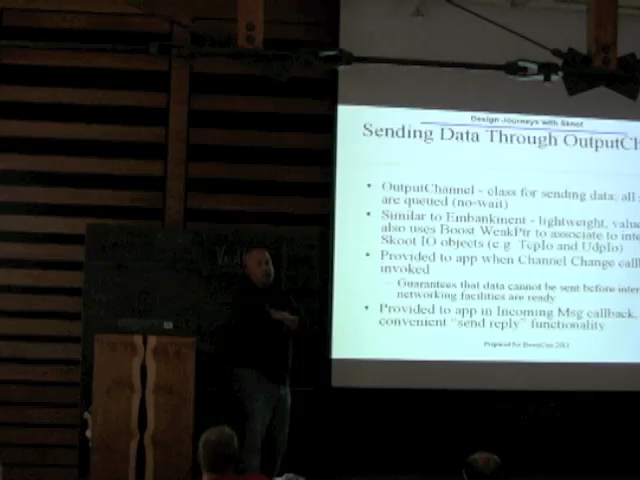 Design Journeys with Skoot
Sending Data Through OutputCh
• OutputChannel - class for sending data; all
are queued (no-wait)
• Similar to Embankment - lightweight, value
also uses Boost WeakPtr to associate to inte
Skoot IO objects (e.g. TcpIo and UdpIo)
• Provided to app when Channel Change call
invoked
– Guarantees that data cannot be sent before inter
networking facilities are ready
• Provided to app in Incoming Msg callback,
convenient "send reply" functionality
Prepared for BoostCon 2011